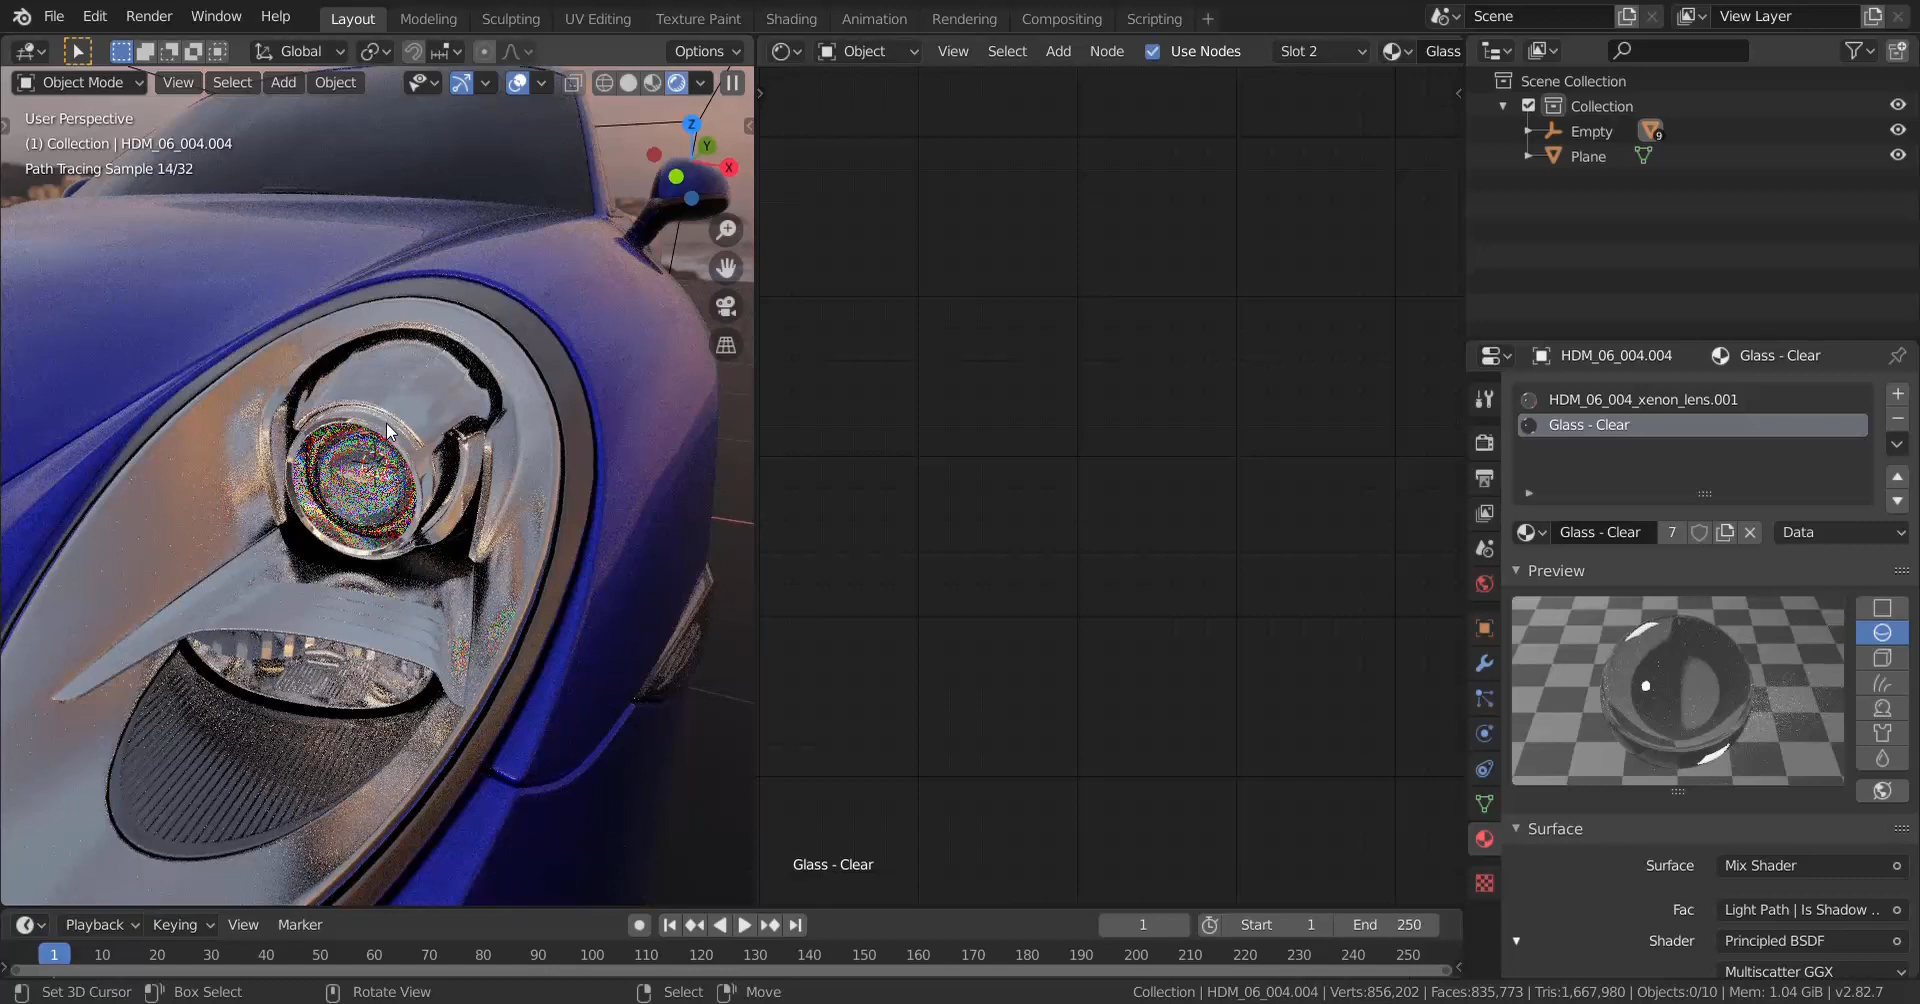 File Edit Render Window Help Layout Modeling Sculpting UV Editing Texture Paint Shading Animation Rendering Compositing Scripting + Scene View Layer
Global Options Object View Select Add Node Use Nodes Slot 2 Glass
Object Mode View Select Add Object
User Perspective
(1) Collection | HDM_06_004.004
Path Tracing Sample 14/32
Z
Y
X
Glass - Clear
Scene Collection
Collection
Empty 9
Plane
HDM_06_004.004 Glass - Clear
HDM_06_004_xenon_lens.001
Glass - Clear
Glass - Clear 7 Data
Preview
Surface
Surface Mix Shader
Fac Light Path | Is Shadow ..
Shader Principled BSDF
Multiscatter GGX
Playback Keying View Marker 1 Start 1 End 250
1 10 20 30 40 50 60 70 80 90 100 110 120 130 140 150 160 170 180 190 200 210 220 230 240 250
Set 3D Cursor Box Select Rotate View Select Move Collection | HDM_06_004.004 | Verts:856,202 | Faces:835,773 | Tris:1,667,980 | Objects:0/10 | Mem: 1.04 GiB | v2.82.7